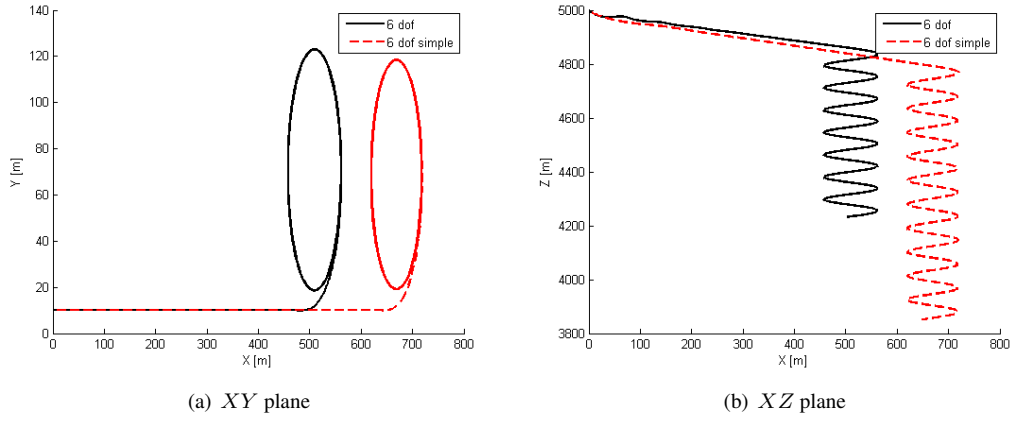 140
120
100
80
60
40
20
0
Y [m]
0 100 200 300 400 500 600 700 800
X [m]
6 dof
6 dof simple
(a) XY plane
5000
4800
4600
4400
4200
4000
3800
Z [m]
0 100 200 300 400 500 600 700 800
X [m]
6 dof
6 dof simple
(b) XZ plane